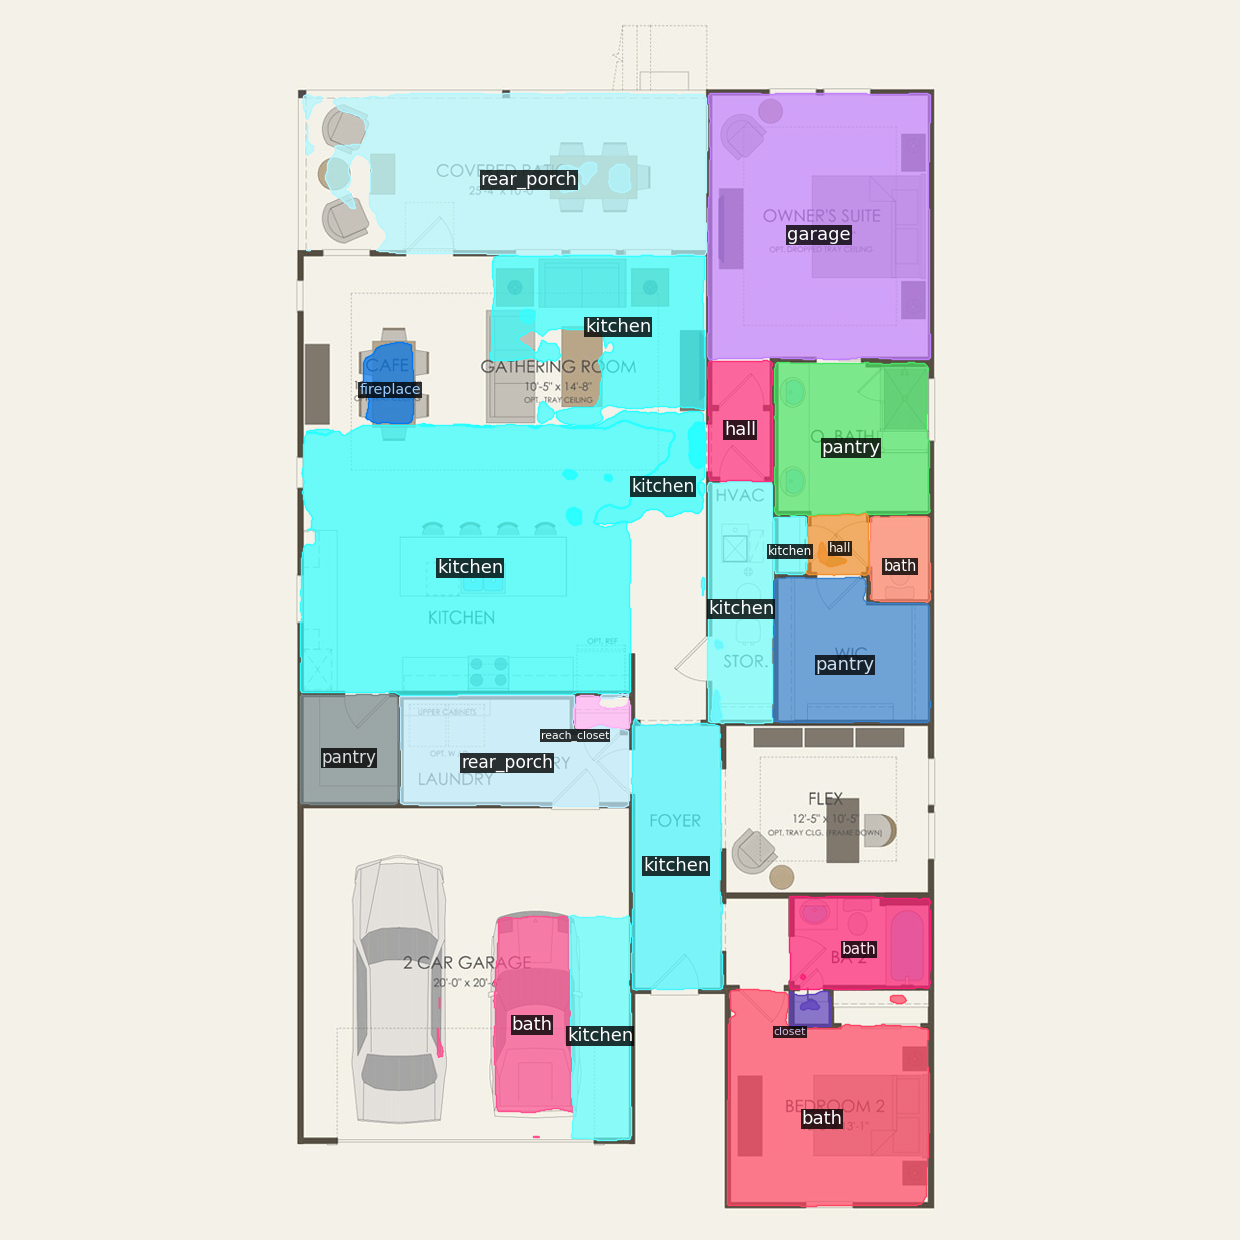 COVERED PATIO
rear_porch
OWNER'S SUITE
garage
OPT. DROPPED TRAY CEILING
kitchen
CAFE
fireplace
GATHERING ROOM
10'-5" x 14'-8"
OPT. TRAY CEILING
hall
O. BATH
pantry
kitchen
HVAC
kitchen
hall
bath
kitchen
kitchen
KITCHEN
OPT. REF.
STOR.
WIC
pantry
UPPER CABINETS
reach_closet
pantry
rear_porch
LAUNDRY
FLEX
12'-5" x 10'-5"
OPT. TRAY CLG. (FRAME DOWN)
FOYER
kitchen
bath
BA 2
2 CAR GARAGE
20'-0" x 20'-6"
bath
kitchen
closet
BEDROOM 2
bath